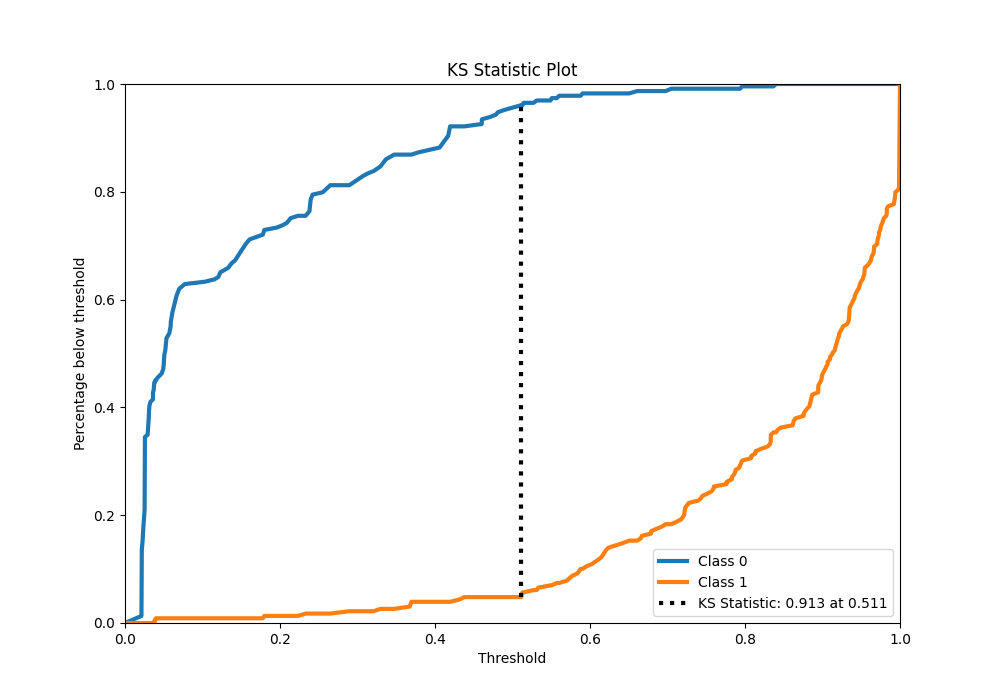 KS Statistic Plot
1.0
0.8
0.6
0.4
0.2
0.0
Percentage below threshold
0.0 0.2 0.4 0.6 0.8 1.0
Threshold
Class 0
Class 1
KS Statistic: 0.913 at 0.511